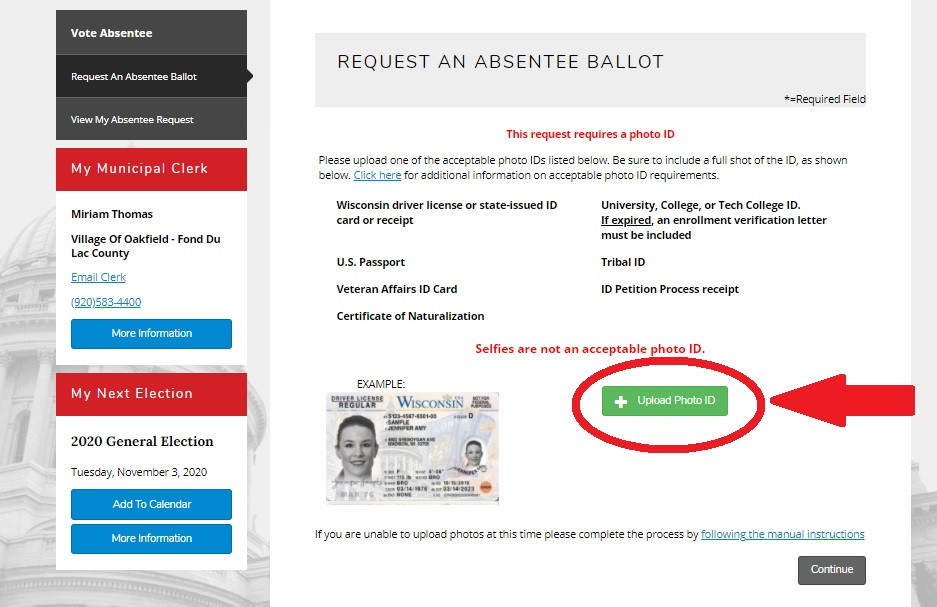 Vote Absentee
Request An Absentee Ballot
View My Absentee Request
My Municipal Clerk
Miriam Thomas
Village Of Oakfield - Fond Du
Lac County
Email Clerk
(920)583-4400
More Information
My Next Election
2020 General Election
Tuesday, November 3, 2020
Add To Calendar
More Information
REQUEST AN ABSENTEE BALLOT
*=Required Field
This request requires a photo ID
Please upload one of the acceptable photo IDs listed below. Be sure to include a full shot of the ID, as shown
below. Click here for additional information on acceptable photo ID requirements.
Wisconsin driver license or state-issued ID
card or receipt
University, College, or Tech College ID.
If expired, an enrollment verification letter
must be included
U.S. Passport
Tribal ID
Veteran Affairs ID Card
ID Petition Process receipt
Certificate of Naturalization
Selfies are not an acceptable photo ID.
EXAMPLE:
DRIVER LICENSE
REGULAR
WISCONSIN
NOT FOR
FEDERAL
PURPOSES
S123-4567-8901-00
SAMPLE
JENNIFER AMY
Upload Photo ID
If you are unable to upload photos at this time please complete the process by following the manual instructions
Continue